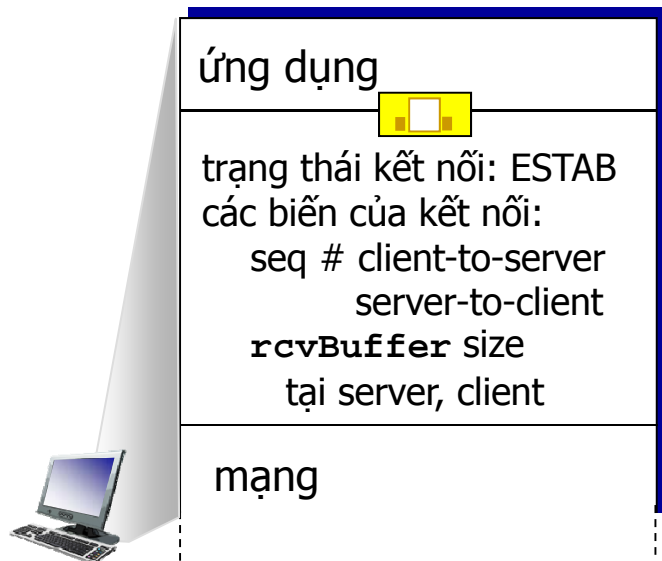 ứng dụng
trạng thái kết nối: ESTAB
các biến của kết nối:
seq # client-to-server
server-to-client
rcvBuffer size
tại server, client
mạng